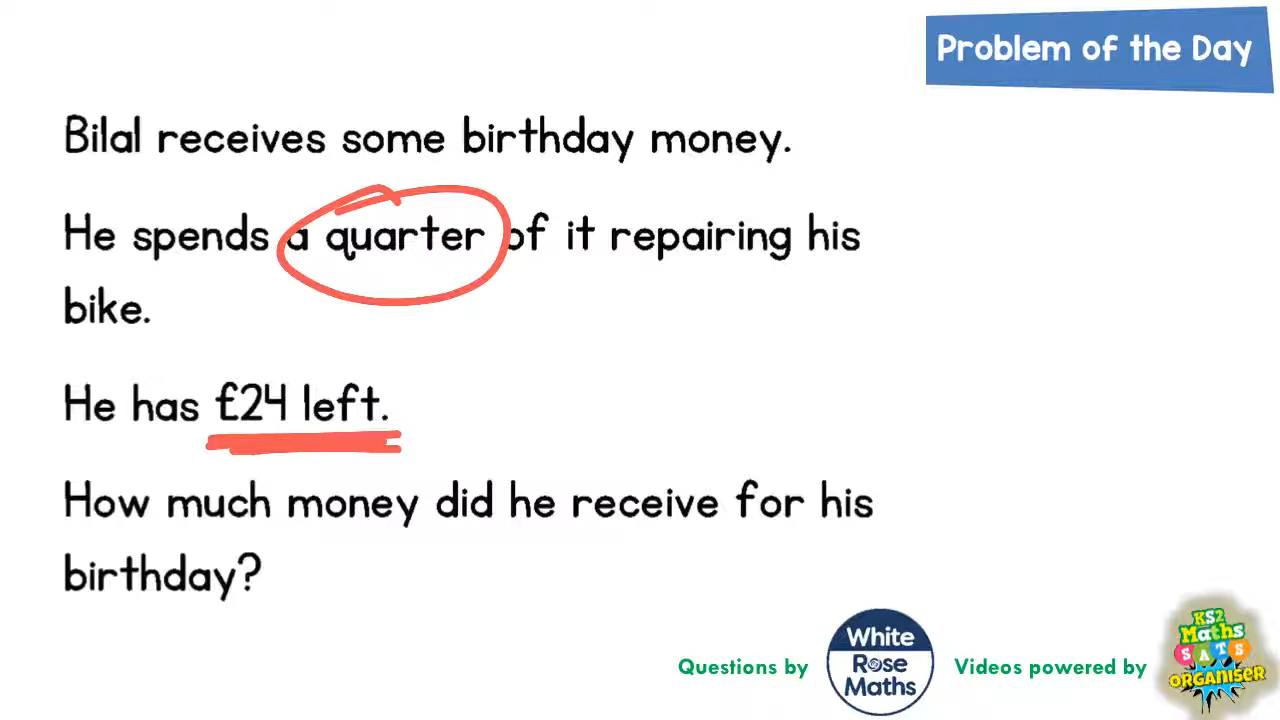 Problem of the Day
Bilal receives some birthday money.
He spends a quarter of it repairing his
bike.
He has £24 left.
How much money did he receive for his
birthday?
Questions by
White
Rose
Maths
Videos powered by
KS2
Maths
SATS
ORGANISER